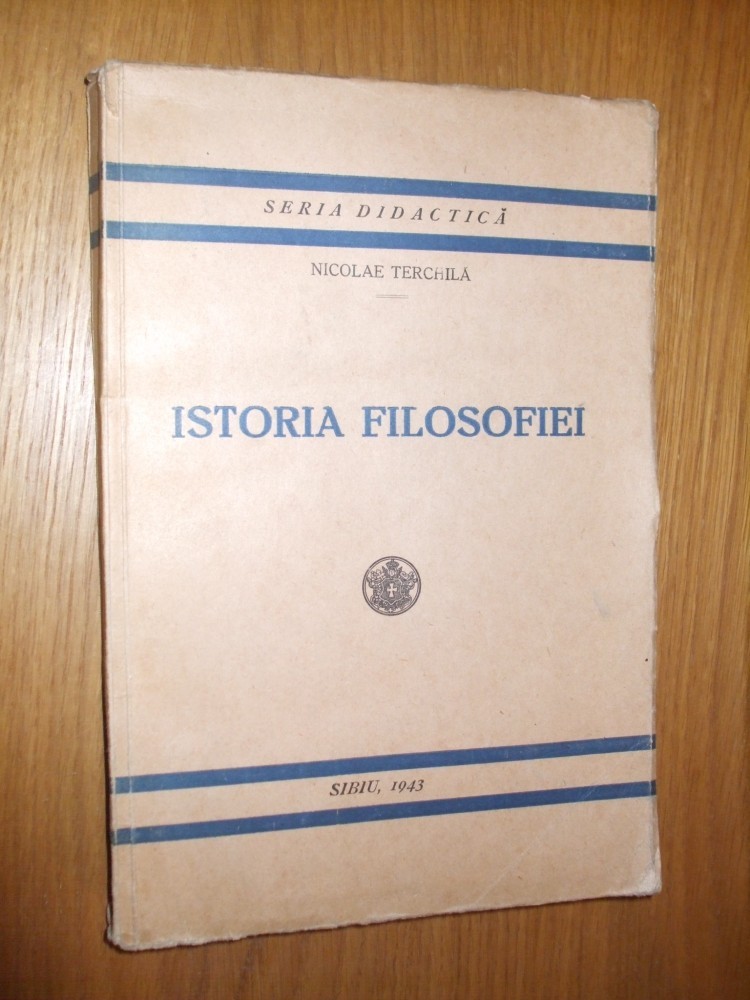 SERIA DIDACTICĂ
NICOLAE TERCHILĂ
ISTORIA FILOSOFIEI
SIBIU, 1943